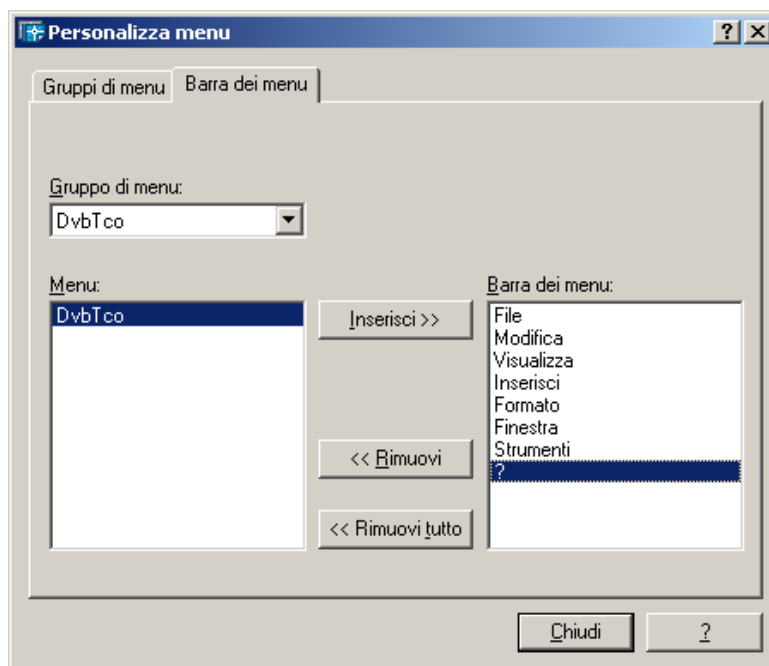 Personalizza menu
Gruppi di menu
Barra dei menu
Gruppo di menu:
DvbTco
Menu:
DvbTco
Inserisci >>
<< Rimuovi
<< Rimuovi tutto
Barra dei menu:
File
Modifica
Visualizza
Inserisci
Formato
Finestra
Strumenti
?
Chiudi
?